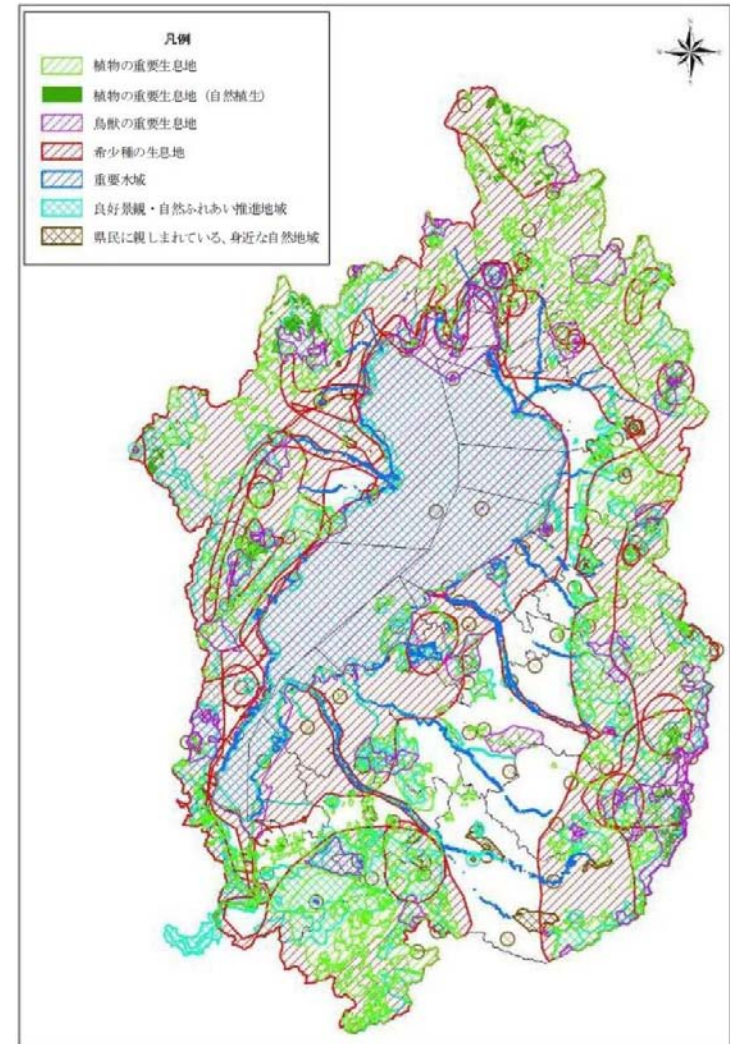 凡例
植物の重要生息地
植物の重要生息地（自然植生）
鳥獣の重要生息地
希少種の生息地
重要水域
良好景観・自然ふれあい推進地域
県民に親しまれている、身近な自然地域